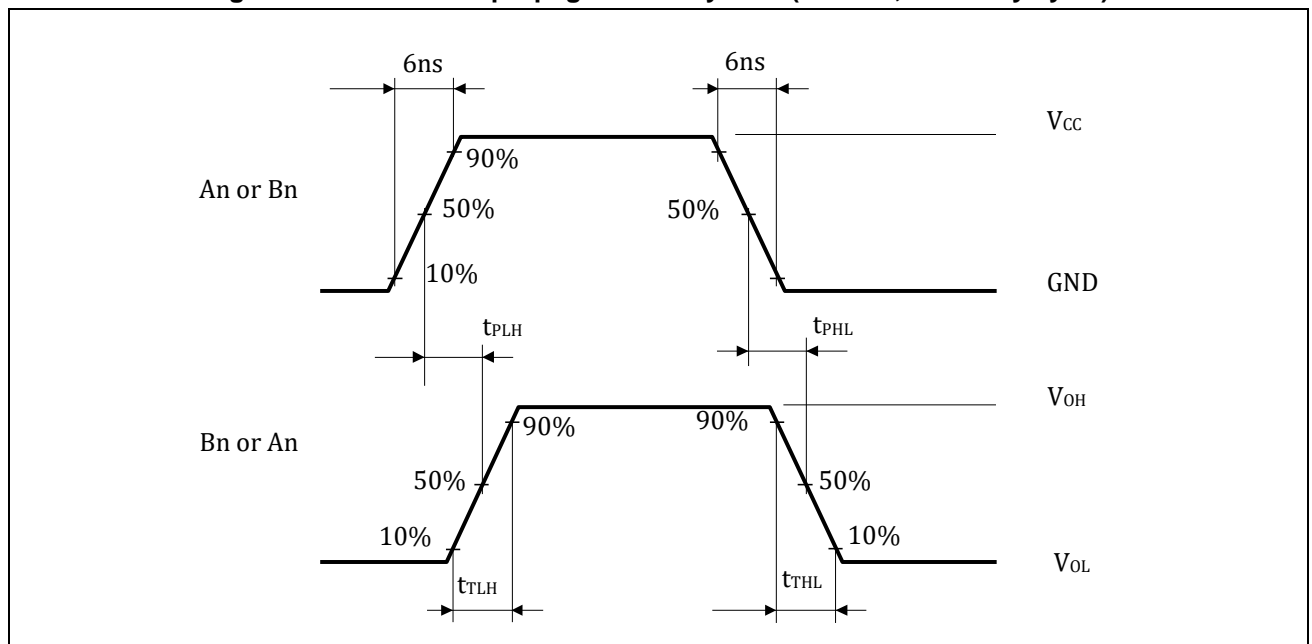 6ns
6ns
VCC
90%
An or Bn
50%
50%
10%
GND
tPLH
tPHL
VOH
90%
90%
Bn or An
50%
50%
10%
10%
VOL
tTLH
tTHL